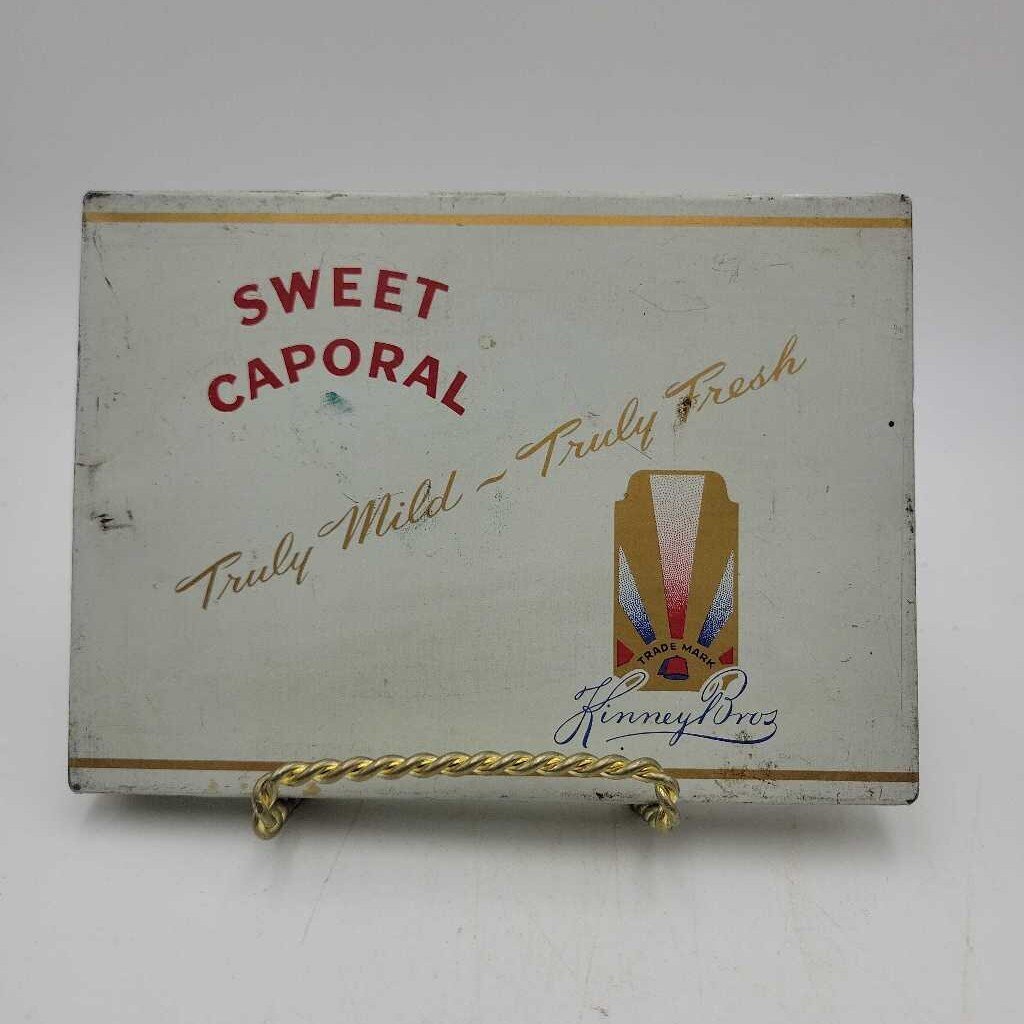 SWEET
CAPORAL
Truly Mild ~ Truly Fresh
TRADE MARK
Kinney Bros